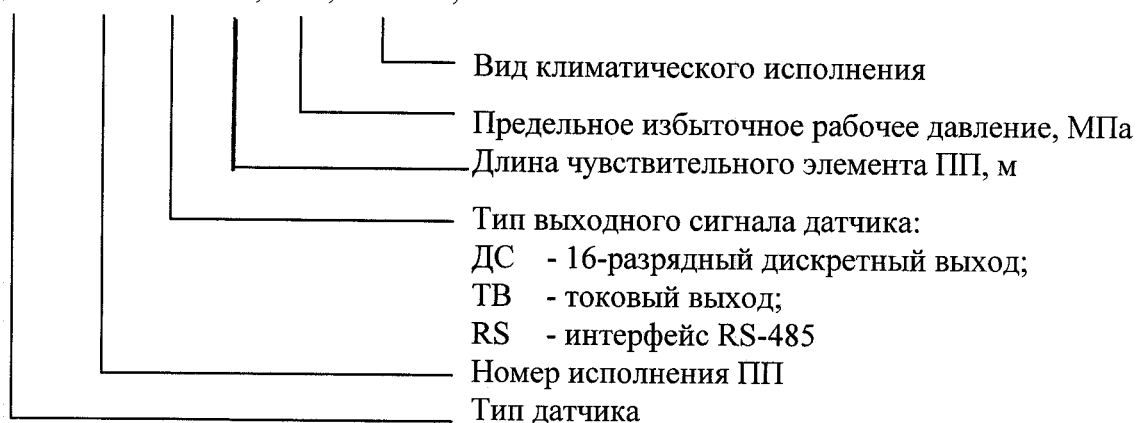 Вид климатического исполнения
Предельное избыточное рабочее давление, МПа
Длина чувствительного элемента ПП, м
Тип выходного сигнала датчика:
ДС - 16-разрядный дискретный выход;
ТВ - токовый выход;
RS - интерфейс RS-485
Номер исполнения ПП
Тип датчика